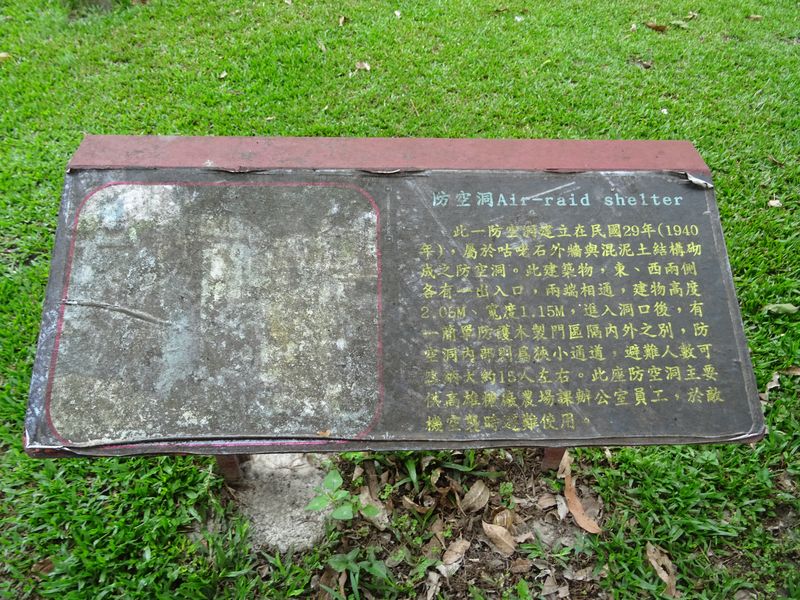 防空洞Air-raid shelter
此一防空洞建立在民國29年(1940
年)，屬於咕咾石外牆與混泥土結構砌
成之防空洞。此建築物，東、西兩側
各有一出入口，兩端相通，建物高度
2.05M、寬度1.15M，進入洞口後，有
一簡單防護木製門區隔內外之別，防
空洞內部則屬狹小通道，避難人數可
大約15人左右。此座防空洞主要
供高雄糖廠農場課辦公室員工，於敵
機空襲時避難使用。